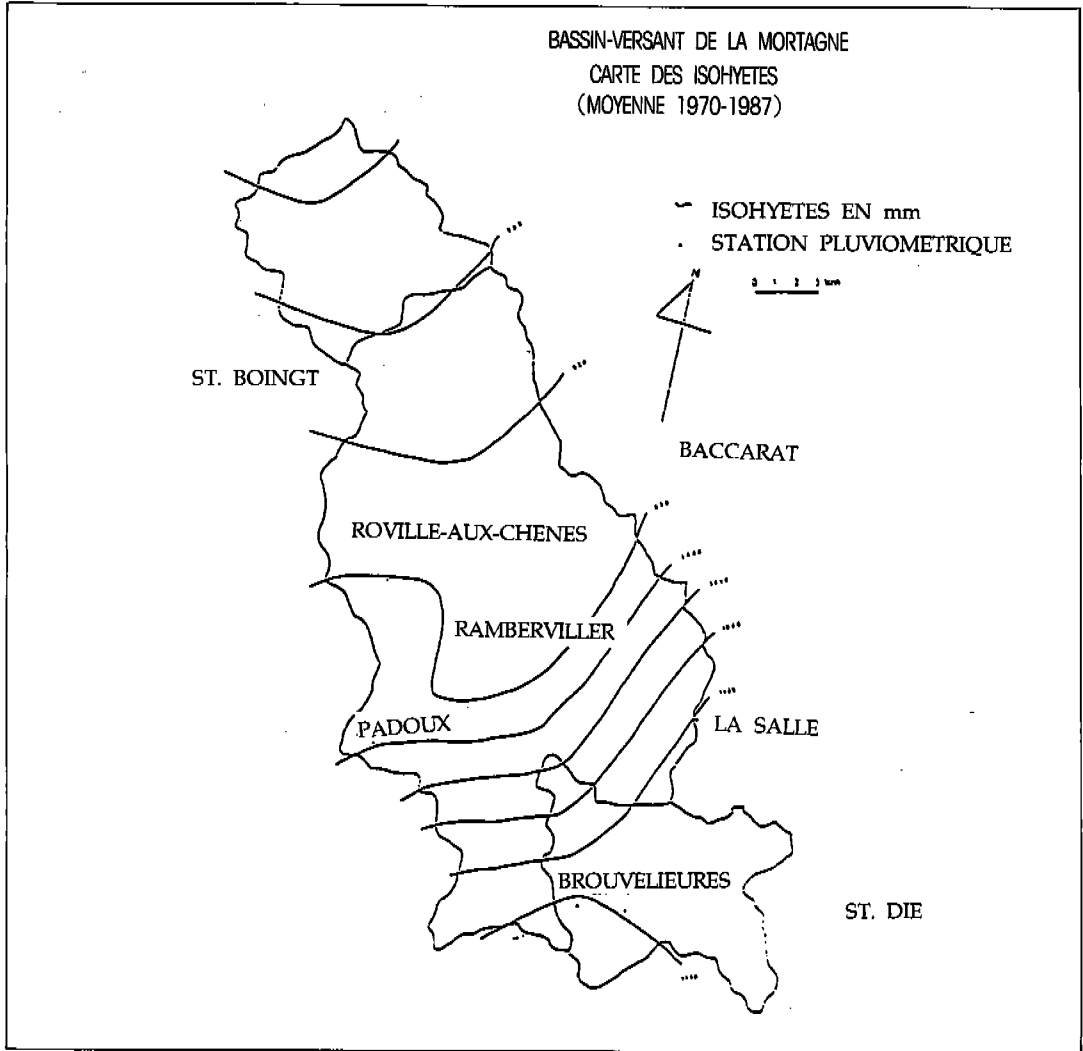 BASSIN-VERSANT DE LA MORTAGNE
CARTE DES ISOHYETES
(MOYENNE 1970-1987)
ISOHYETES EN mm
STATION PLUVIOMETRIQUE
N
ST. BOINGT
BACCARAT
ROVILLE-AUX-CHENES
RAMBERVILLER
PADOUX
LA SALLE
BROUVELIEURES
ST. DIE